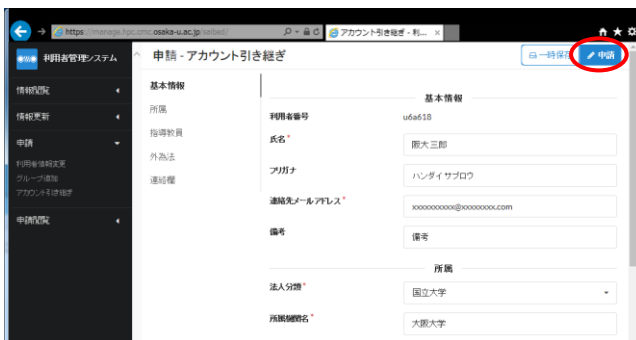 https://manage.hpc.cmc.osaka-u.ac.jp/saibed/
アカウント引き継ぎ - 利...
利用者管理システム
申請 - アカウント引き継ぎ
一時保存
申請
情報閲覧
情報更新
申請
利用者情報変更
グループ追加
アカウント引き継ぎ
申請閲覧
基本情報
所属
指導教員
外為法
連絡欄
基本情報
利用者番号
u6a618
氏名*
阪大三郎
フリガナ
ハンダイ サブロウ
連絡先メールアドレス*
xxxxxxxxxx@xxxxxxxx.com
備考
備考
所属
法人分類*
国立大学
所属機関名*
大阪大学